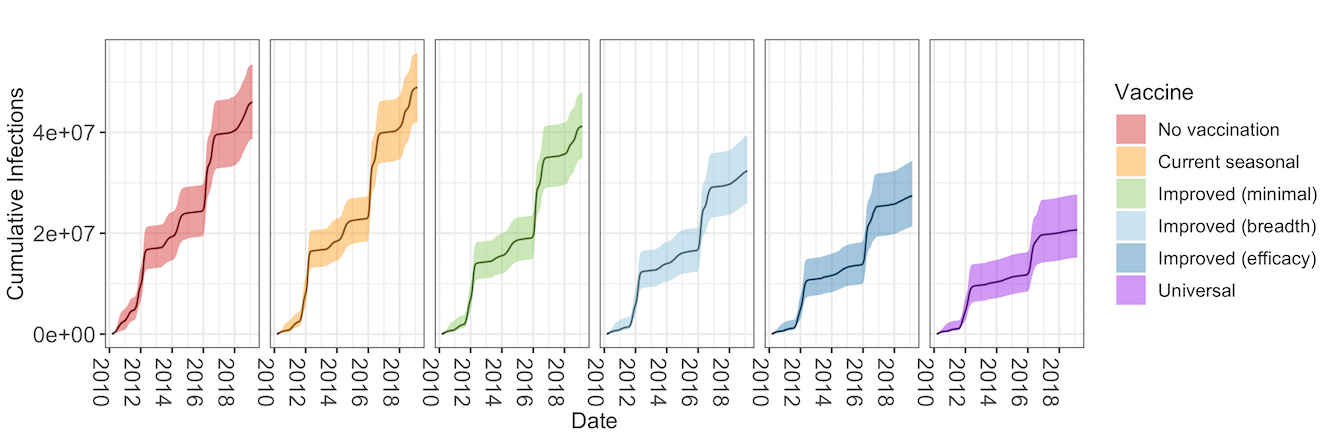 Cumulative Infections
4e+07
2e+07
0e+00
2010 2012 2014 2016 2018
2010 2012 2014 2016 2018
2010 2012 2014 2016 2018
2010 2012 2014 2016 2018
2010 2012 2014 2016 2018
2010 2012 2014 2016 2018
Date
Vaccine
No vaccination
Current seasonal
Improved (minimal)
Improved (breadth)
Improved (efficacy)
Universal